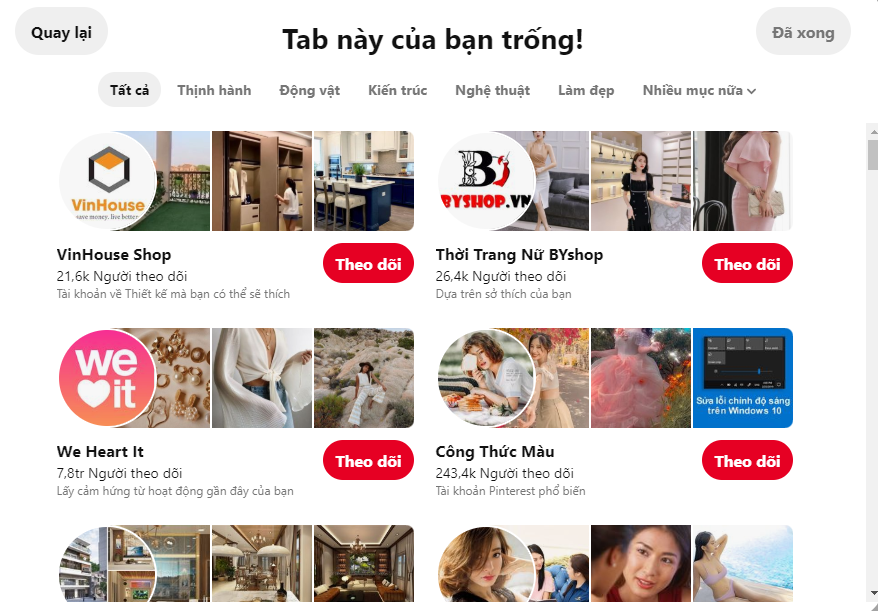 Quay lại
Tab này của bạn trống!
Đã xong
Tất cả
Thịnh hành
Động vật
Kiến trúc
Nghệ thuật
Làm đẹp
Nhiều mục nữa
VinHouse
save money. live better
BYSHOP.VN
VinHouse Shop
21,6k Người theo dõi
Tài khoản về Thiết kế mà bạn có thể sẽ thích
Theo dõi
Thời Trang Nữ BYshop
26,4k Người theo dõi
Dựa trên sở thích của bạn
Theo dõi
we
it
Sửa lỗi chỉnh độ sáng
trên Windows 10
We Heart It
7,8tr Người theo dõi
Lấy cảm hứng từ hoạt động gần đây của bạn
Theo dõi
Công Thức Màu
243,4k Người theo dõi
Tài khoản Pinterest phổ biến
Theo dõi